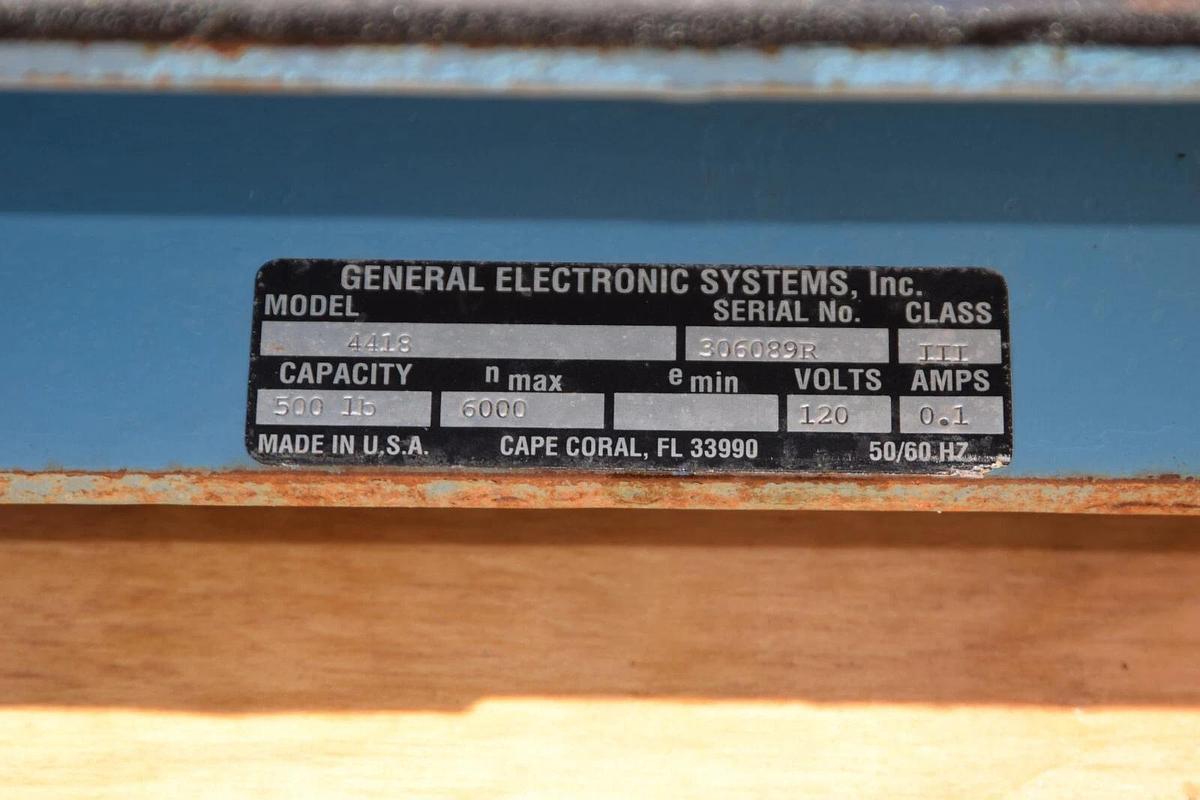 GENERAL ELECTRONIC SYSTEMS, Inc.
MODEL SERIAL No. CLASS
4418 306089R III
CAPACITY n max e min VOLTS AMPS
500 lb 6000 120 0.1
MADE IN U.S.A. CAPE CORAL, FL 33990 50/60 HZ